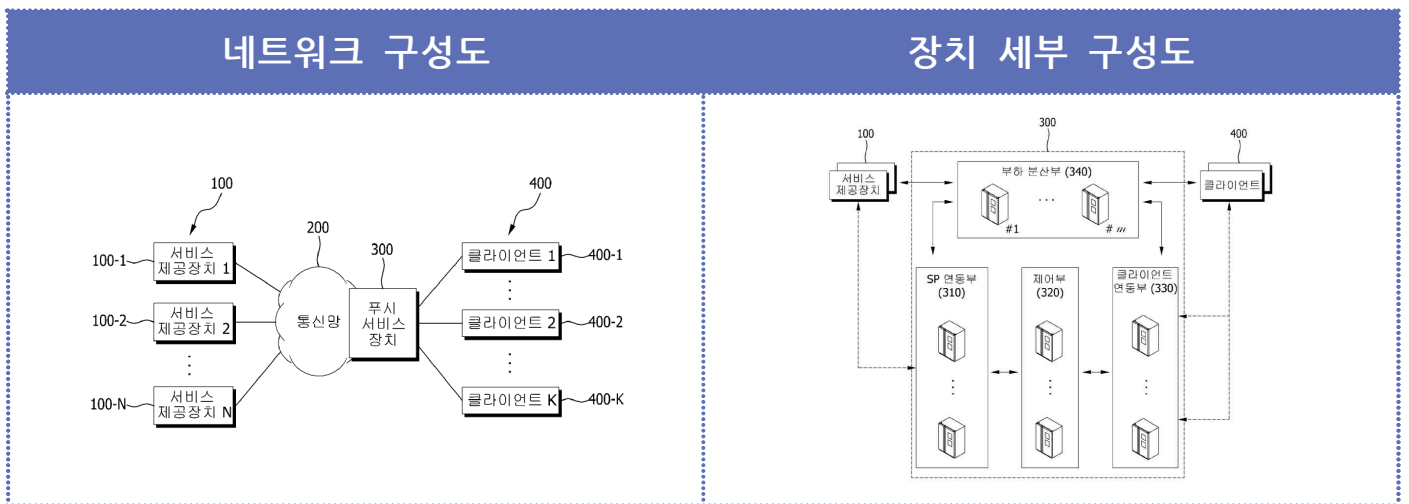 네트워크 구성도
장치 세부 구성도
100
400
200
300
100-1
서비스
제공장치 1
클라이언트 1
400-1
100-2
서비스
제공장치 2
통신망
푸시
서비스
장치
클라이언트 2
400-2
100-N
서비스
제공장치 N
클라이언트 K
400-K
300
100
400
서비스
제공장치
부하 분산부 (340)
클라이언트
#1
# m
SP 연동부
(310)
제어부
(320)
클라이언트
연동부 (330)